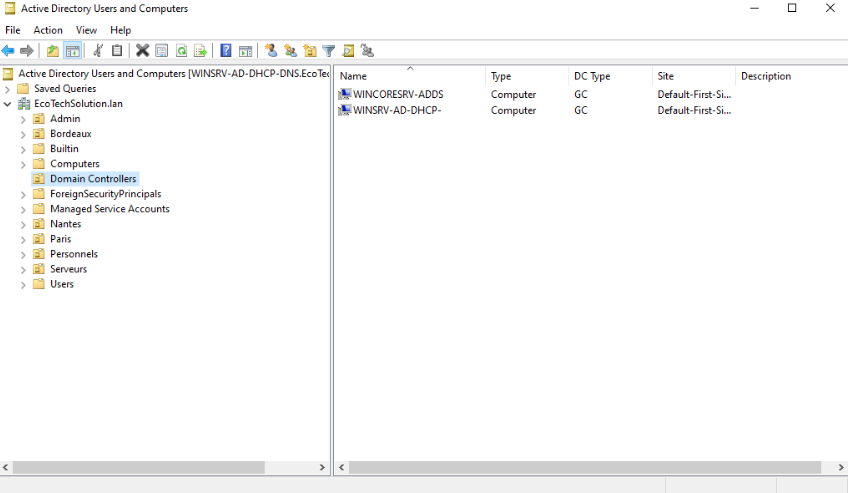 Active Directory Users and Computers
File Action View Help
Active Directory Users and Computers [WINSRV-AD-DHCP-DNS.EcoTec
Saved Queries
EcoTechSolution.lan
Admin
Bordeaux
Builtin
Computers
Domain Controllers
ForeignSecurityPrincipals
Managed Service Accounts
Nantes
Paris
Personnels
Serveurs
Users
Name Type DC Type Site Description
WINCORESRV-ADDS Computer GC Default-First-Si...
WINSRV-AD-DHCP- Computer GC Default-First-Si...